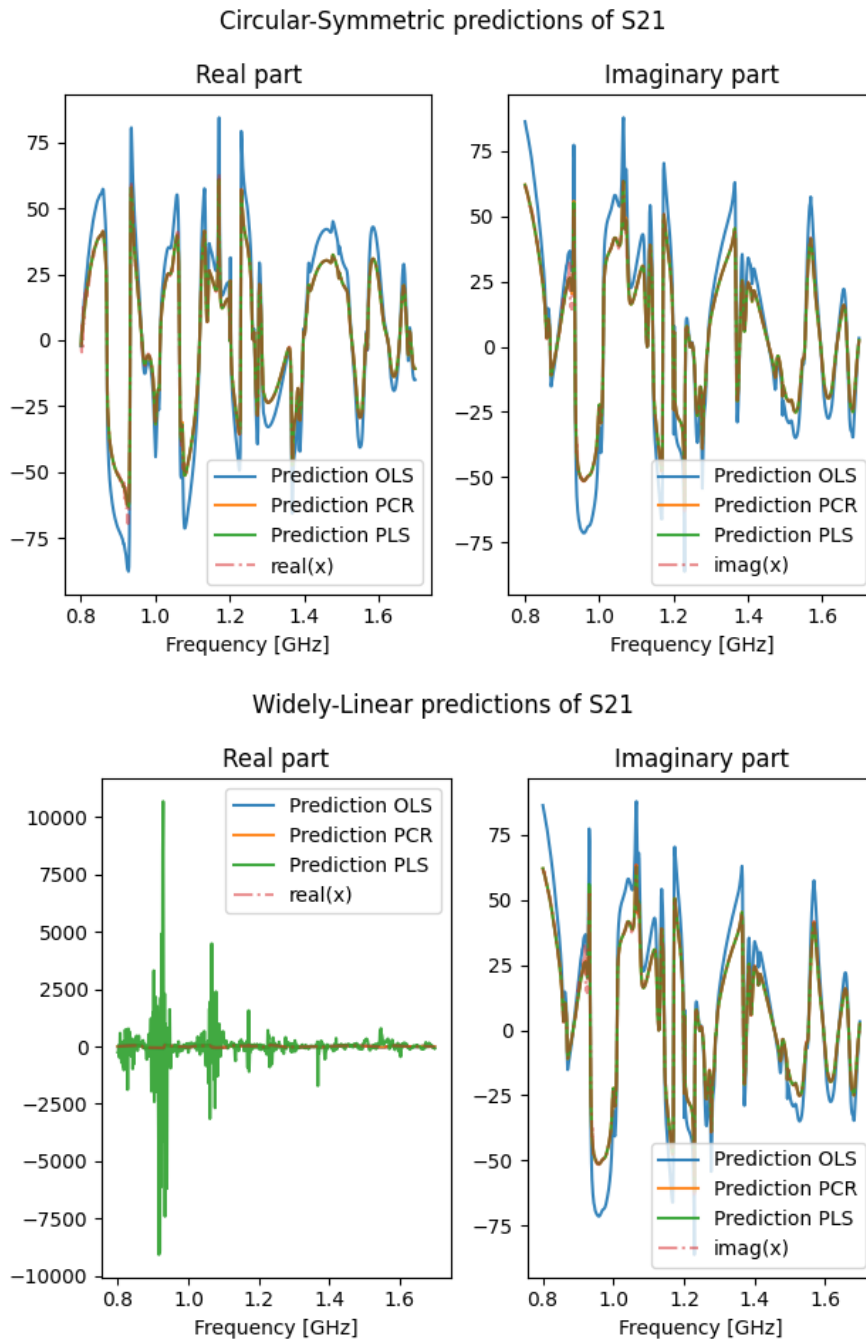 Circular-Symmetric predictions of S21
Real part
Imaginary part
75
50
25
0
−25
−50
−75
75
50
25
0
−25
−50
−75
Prediction OLS
Prediction PCR
Prediction PLS
real(x)
Prediction OLS
Prediction PCR
Prediction PLS
imag(x)
0.8 1.0 1.2 1.4 1.6
0.8 1.0 1.2 1.4 1.6
Frequency [GHz]
Frequency [GHz]
Widely-Linear predictions of S21
Real part
Imaginary part
10000
7500
5000
2500
0
−2500
−5000
−7500
−10000
Prediction OLS
Prediction PCR
Prediction PLS
real(x)
75
50
25
0
−25
−50
−75
Prediction OLS
Prediction PCR
Prediction PLS
imag(x)
0.8 1.0 1.2 1.4 1.6
0.8 1.0 1.2 1.4 1.6
Frequency [GHz]
Frequency [GHz]